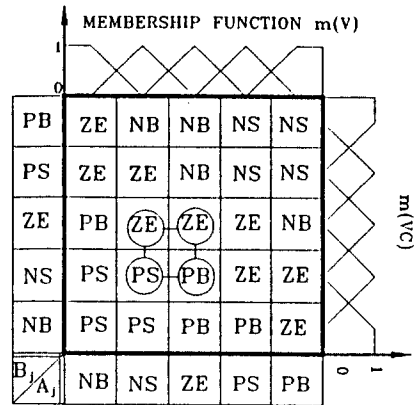 MEMBERSHIP FUNCTION m(V)
1
0
PB ZE NB NB NS NS
PS ZE ZE NB NS NS
ZE PB ZE ZE ZE NB
NS PS PS PB ZE ZE
NB PS PS PB PB ZE
Bj Aj NB NS ZE PS PB
m(VC)
0 1